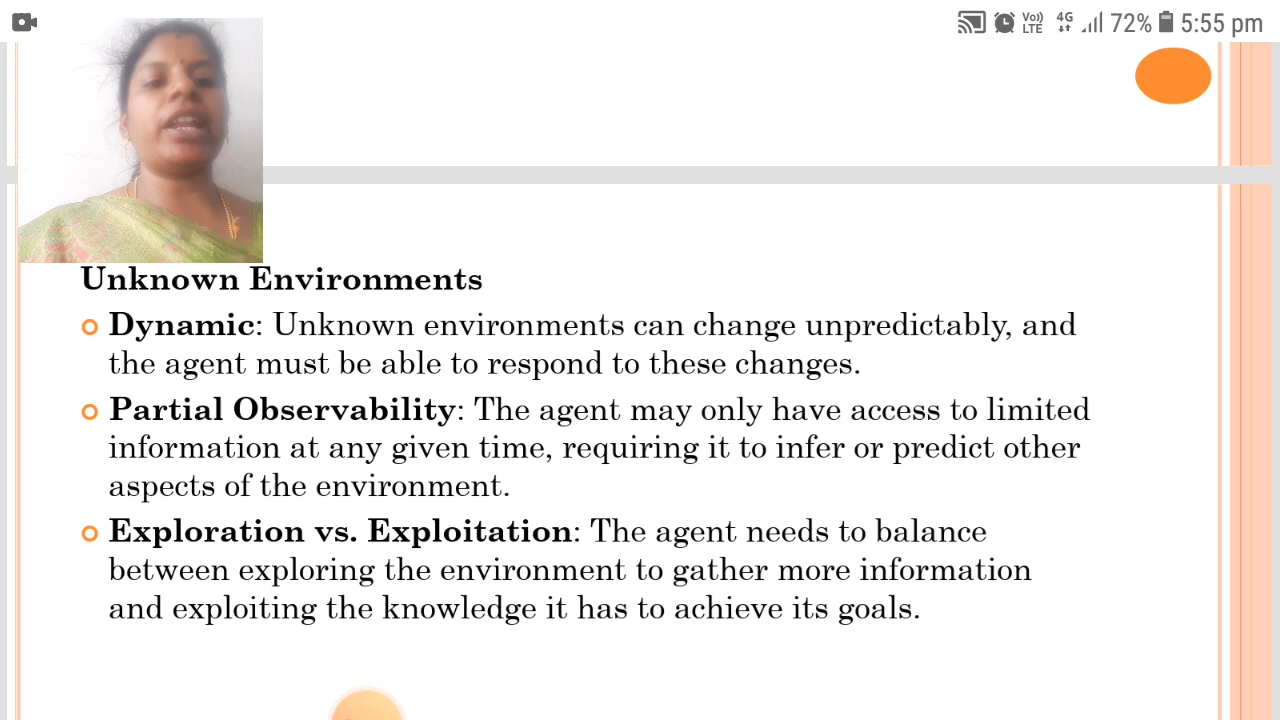 Vo))
LTE
4G
72%
5:55 pm
Unknown Environments
Dynamic: Unknown environments can change unpredictably, and
the agent must be able to respond to these changes.
Partial Observability: The agent may only have access to limited
information at any given time, requiring it to infer or predict other
aspects of the environment.
Exploration vs. Exploitation: The agent needs to balance
between exploring the environment to gather more information
and exploiting the knowledge it has to achieve its goals.